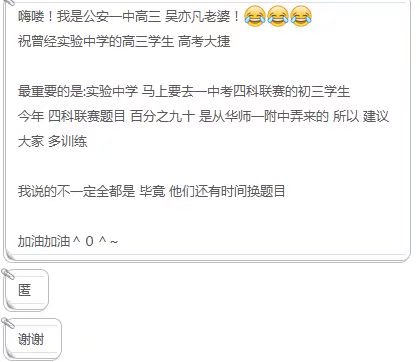 嗨喽！我是公安一中高三 吴亦凡老婆！😂😂😂
祝曾经实验中学的高三学生 高考大捷
最重要的是:实验中学 马上要去一中考四科联赛的初三学生
今年 四科联赛题目 百分之九十 是从华师一附中弄来的 所以 建议
大家 多训练
我说的不一定全都是 毕竟 他们还有时间换题目
加油加油＾０＾~
匿
谢谢